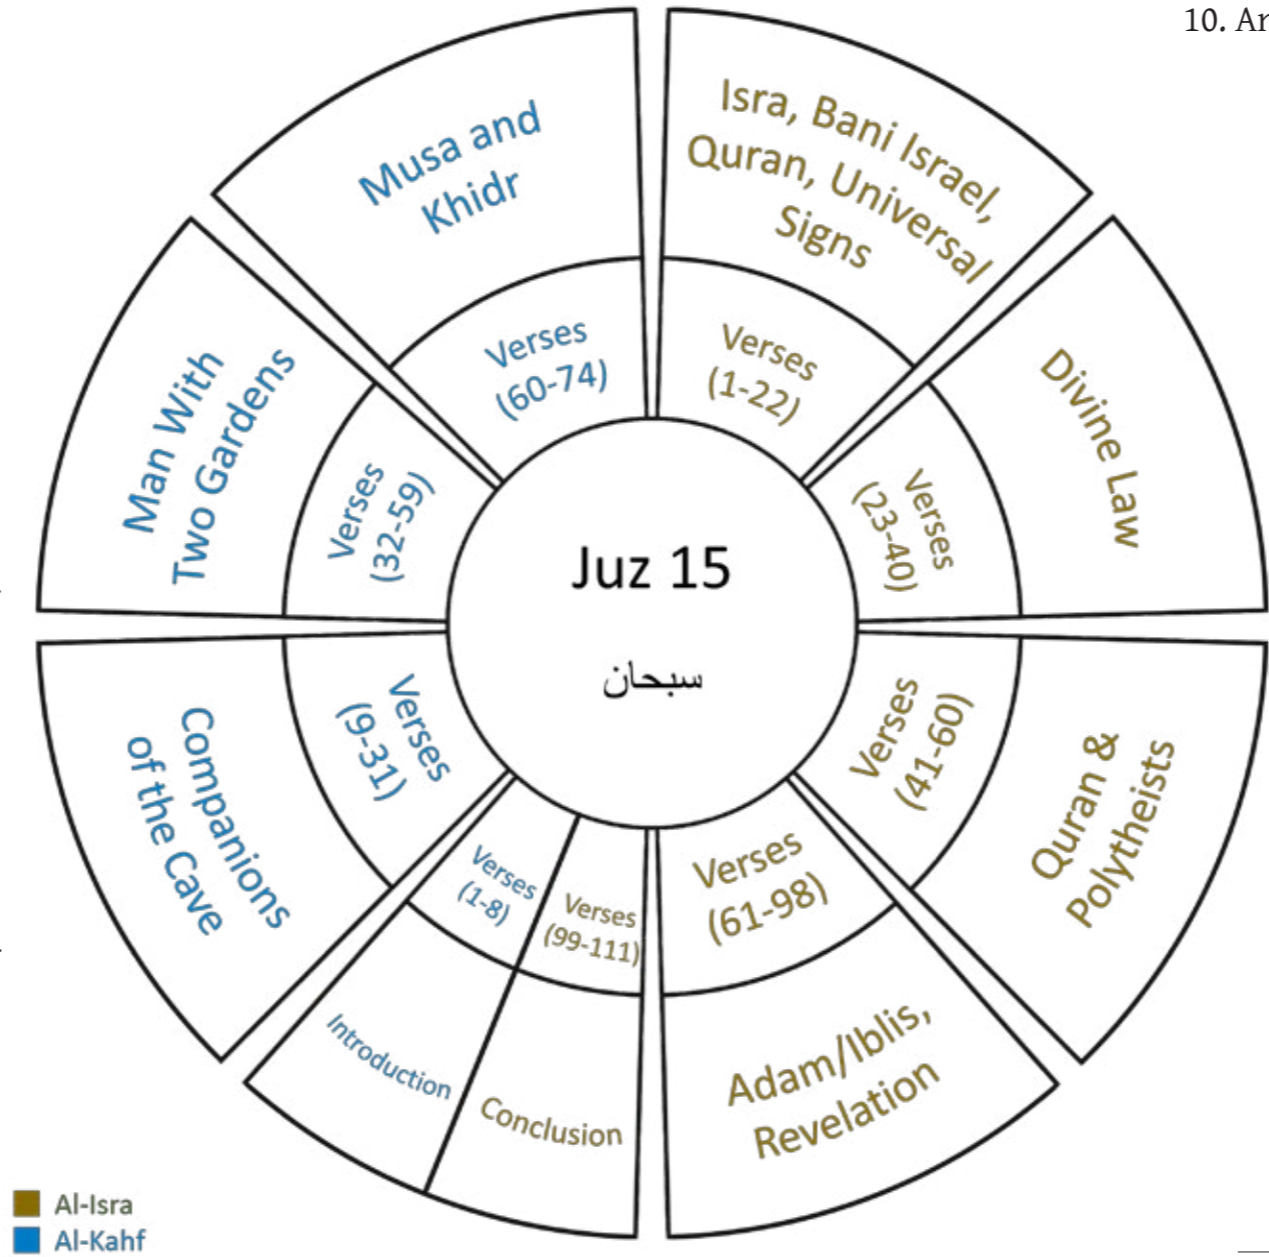 10. Ar
Isra, Bani Israel,
Quran, Universal
Signs
Verses
(1-22)
Divine Law
Verses
(23-40)
Quran &
Polytheists
Verses
(41-60)
Adam/Iblis,
Revelation
Verses
(61-98)
Conclusion
Verses
(99-111)
Introduction
Verses
(1-8)
Companions
of the Cave
Verses
(9-31)
Man With
Two Gardens
Verses
(32-59)
Musa and
Khidr
Verses
(60-74)
Juz 15
سبحان
Al-Isra
Al-Kahf